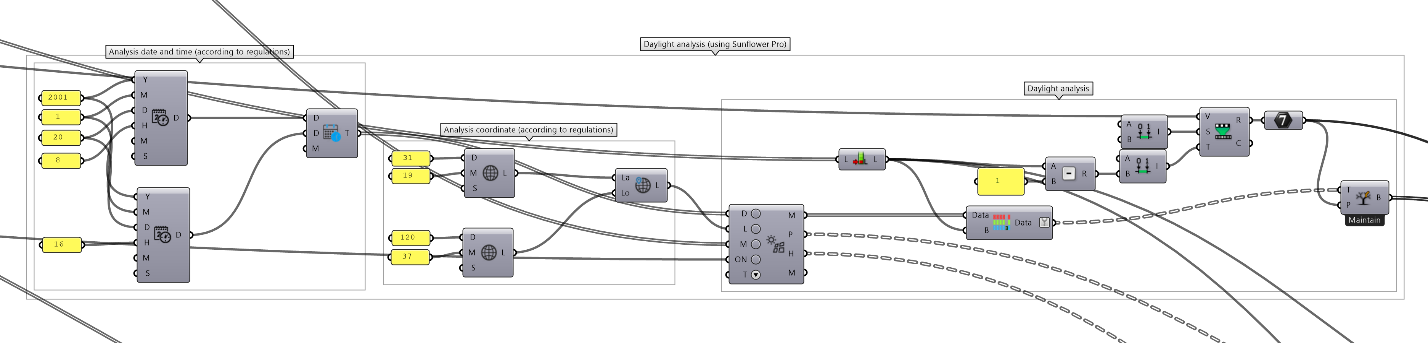 Daylight analysis (using Sunflower Pro)
Analysis date and time (according to regulations)
Daylight analysis
Analysis coordinate (according to regulations)
2001
1
20
8
16
Y
M
D
H
M
S
D
Y
M
D
H
M
S
D
D
D
M
T
31
19
120
37
D
M
S
L
D
M
S
L
La
Lo
L
D
L
M
ON
T
M
P
H
M
L
L
1
A
B
R
Data
B
Data
A
B
I
A
B
I
V
S
T
R
C
7
I
P
B
Maintain